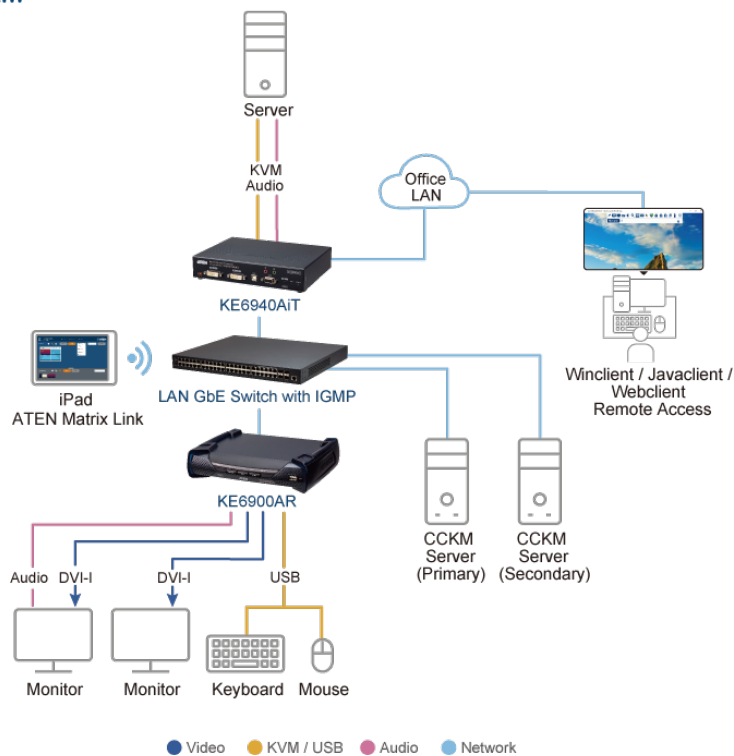 Server
KVM
Audio
Office
LAN
KE6940AiT
iPad
ATEN Matrix Link
LAN GbE Switch with IGMP
Winclient / Javaclient /
Webclient
Remote Access
KE6900AR
CCKM
Server
(Primary)
CCKM
Server
(Secondary)
Audio
DVI-I
DVI-I
USB
Monitor
Monitor
Keyboard
Mouse
Video
KVM / USB
Audio
Network